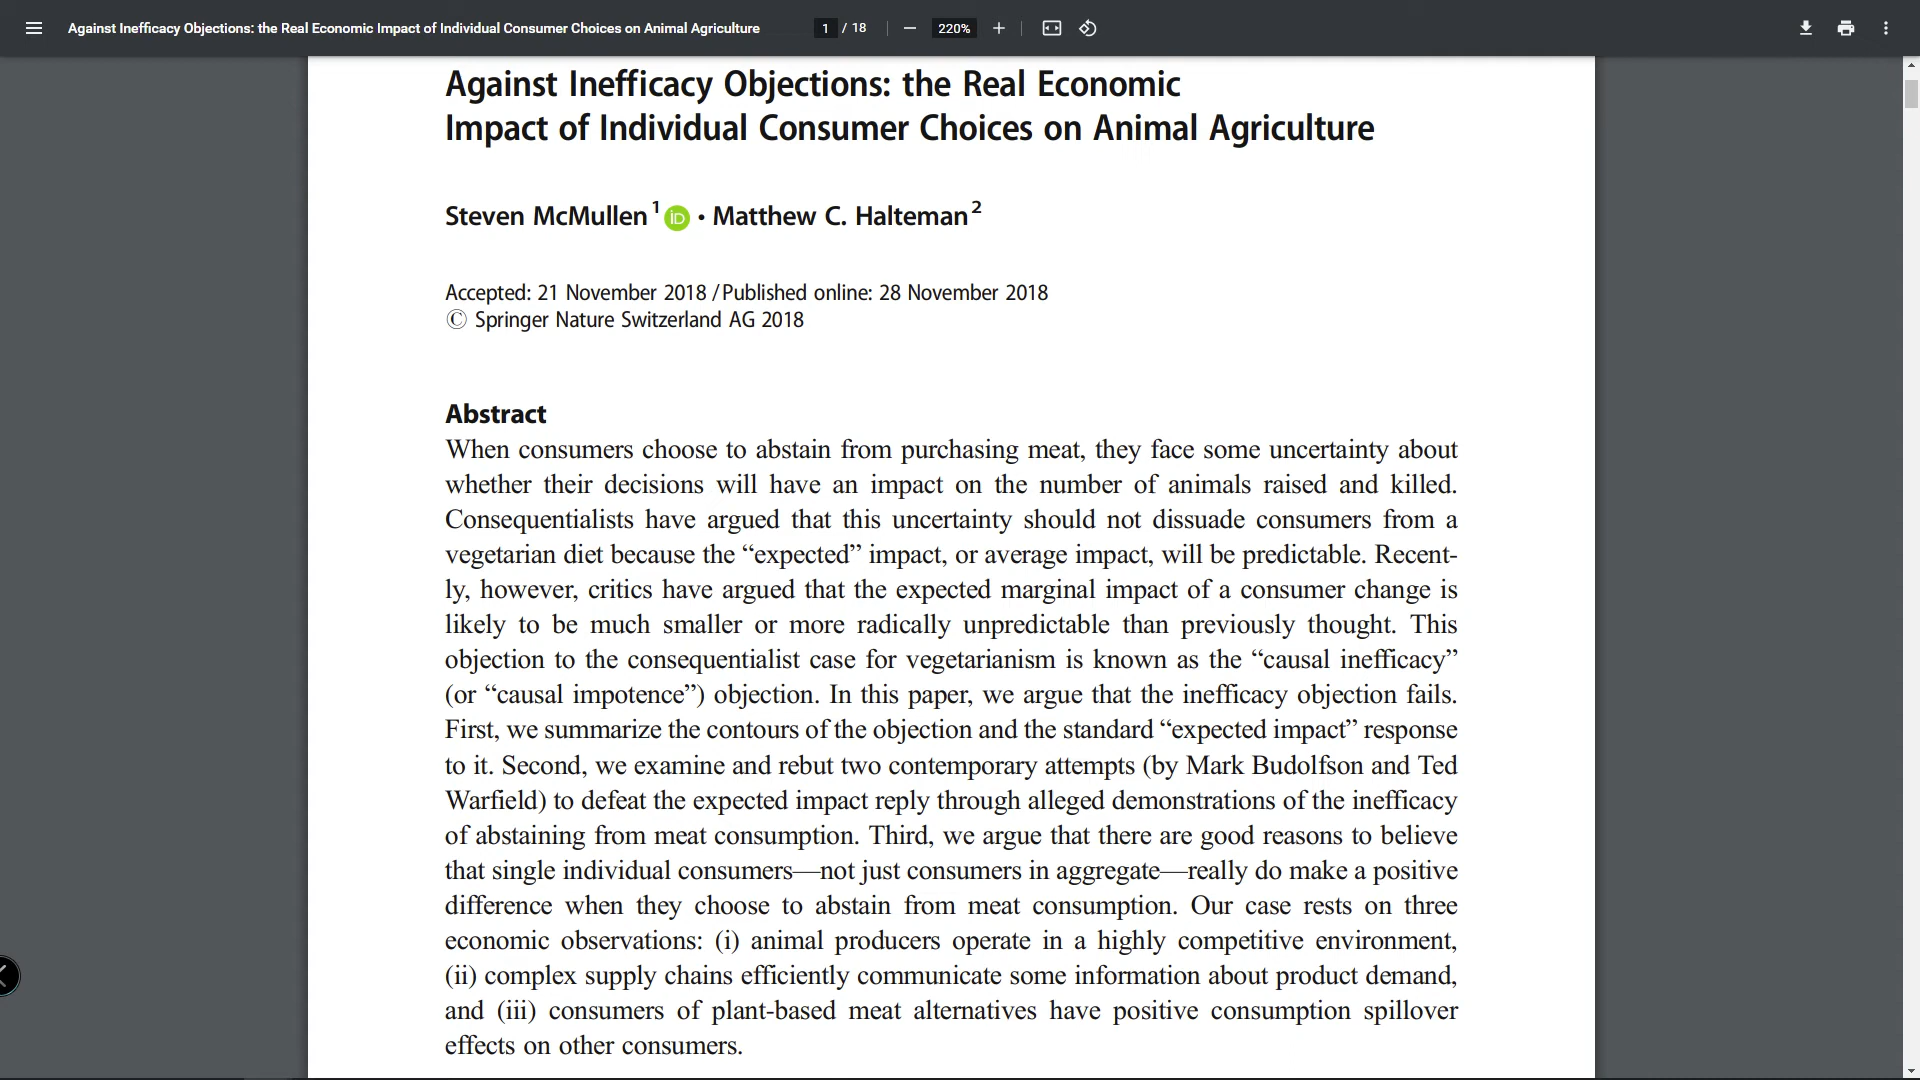 Against Inefficacy Objections: the Real Economic Impact of Individual Consumer Choices on Animal Agriculture
1 / 18
220%
Against Inefficacy Objections: the Real Economic
Impact of Individual Consumer Choices on Animal Agriculture
Steven McMullen 1 iD • Matthew C. Halteman 2
Accepted: 21 November 2018 / Published online: 28 November 2018
© Springer Nature Switzerland AG 2018
Abstract
When consumers choose to abstain from purchasing meat, they face some uncertainty about
whether their decisions will have an impact on the number of animals raised and killed.
Consequentialists have argued that this uncertainty should not dissuade consumers from a
vegetarian diet because the “expected” impact, or average impact, will be predictable. Recent-
ly, however, critics have argued that the expected marginal impact of a consumer change is
likely to be much smaller or more radically unpredictable than previously thought. This
objection to the consequentialist case for vegetarianism is known as the “causal inefficacy”
(or “causal impotence”) objection. In this paper, we argue that the inefficacy objection fails.
First, we summarize the contours of the objection and the standard “expected impact” response
to it. Second, we examine and rebut two contemporary attempts (by Mark Budolfson and Ted
Warfield) to defeat the expected impact reply through alleged demonstrations of the inefficacy
of abstaining from meat consumption. Third, we argue that there are good reasons to believe
that single individual consumers—not just consumers in aggregate—really do make a positive
difference when they choose to abstain from meat consumption. Our case rests on three
economic observations: (i) animal producers operate in a highly competitive environment,
(ii) complex supply chains efficiently communicate some information about product demand,
and (iii) consumers of plant-based meat alternatives have positive consumption spillover
effects on other consumers.